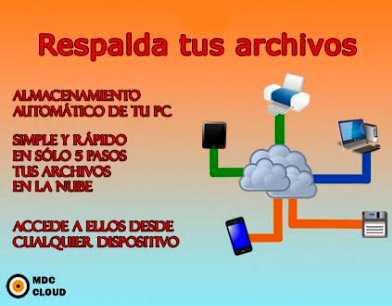 Respalda tus archivos
ALMACENAMIENTO
AUTOMÁTICO DE TU PC
SIMPLE Y RÁPIDO
EN SÓLO 5 PASOS
TUS ARCHIVOS
EN LA NUBE
ACCEDE A ELLOS DESDE
CUALQUIER DISPOSITIVO
MDC
CLOUD